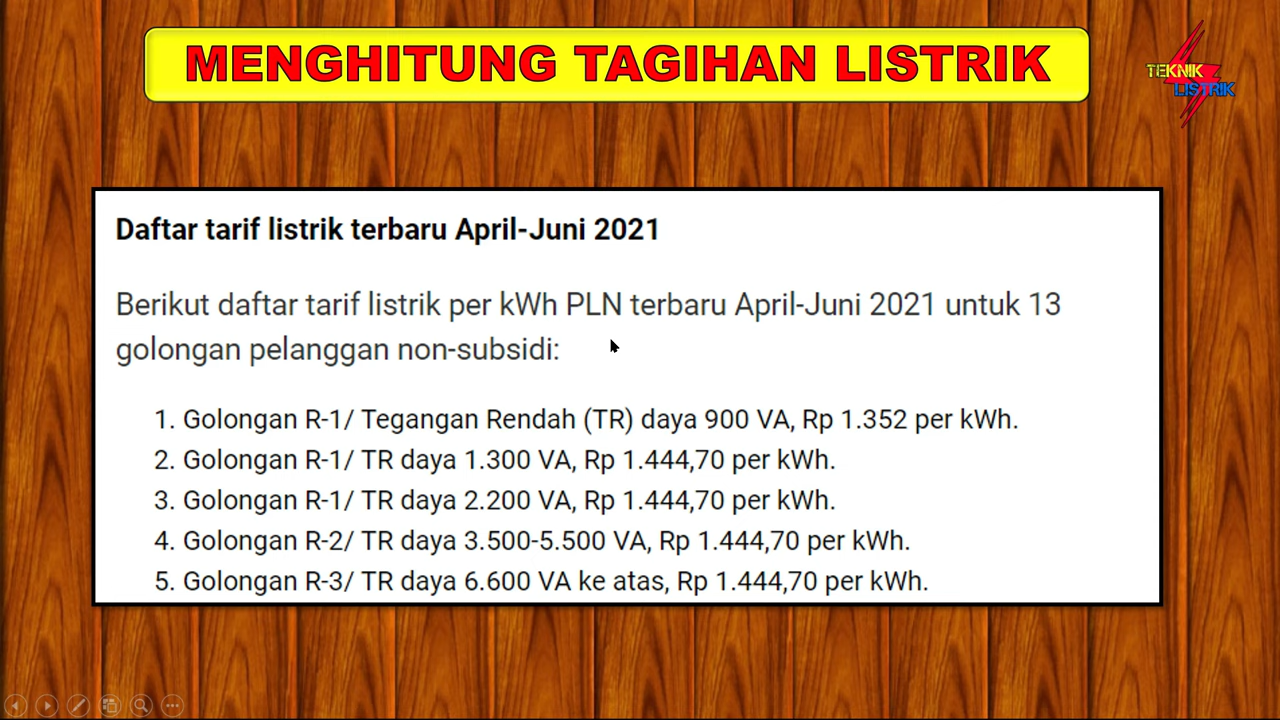 MENGHITUNG TAGIHAN LISTRIK
TEKNIK
LISTRIK
Daftar tarif listrik terbaru April-Juni 2021
Berikut daftar tarif listrik per kWh PLN terbaru April-Juni 2021 untuk 13
golongan pelanggan non-subsidi:
1. Golongan R-1/ Tegangan Rendah (TR) daya 900 VA, Rp 1.352 per kWh.
2. Golongan R-1/ TR daya 1.300 VA, Rp 1.444,70 per kWh.
3. Golongan R-1/ TR daya 2.200 VA, Rp 1.444,70 per kWh.
4. Golongan R-2/ TR daya 3.500-5.500 VA, Rp 1.444,70 per kWh.
5. Golongan R-3/ TR daya 6.600 VA ke atas, Rp 1.444,70 per kWh.